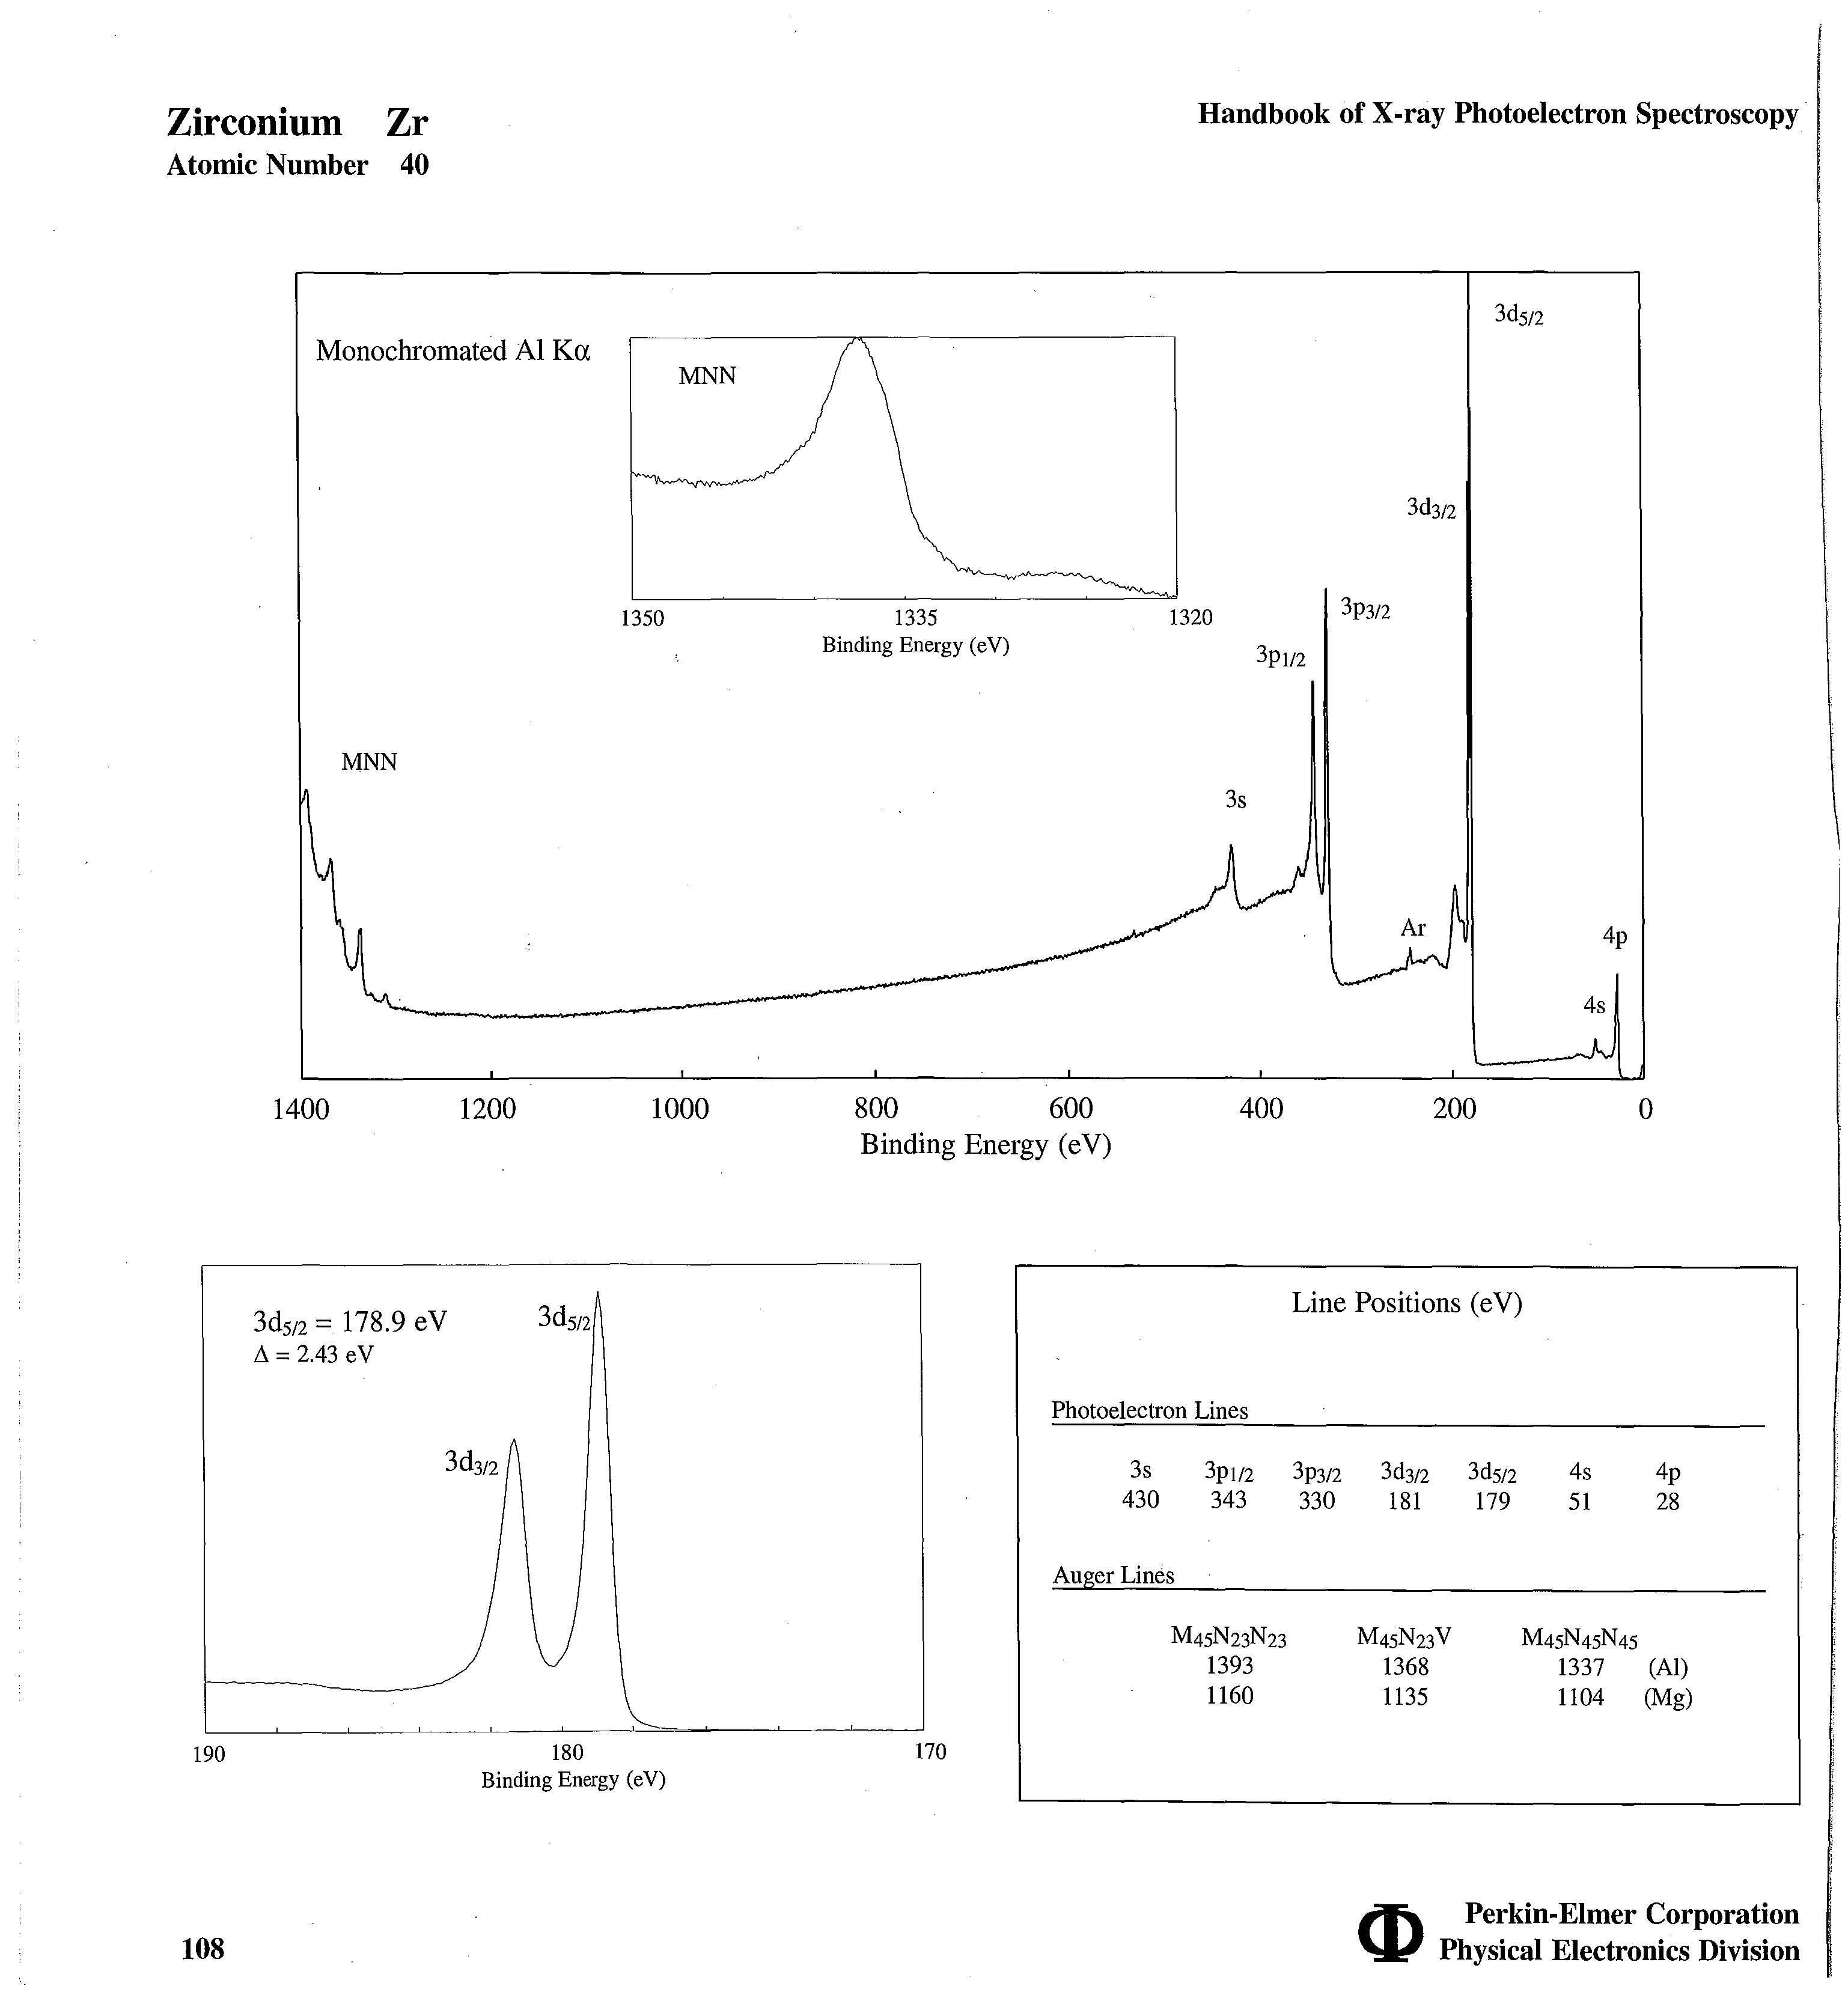 Zirconium Zr
Atomic Number 40
Handbook of X-ray Photoelectron Spectroscopy
Monochromated Al Kα
MNN
1350 1335 1320
Binding Energy (eV)
3d5/2
3d3/2
3p3/2
3p1/2
MNN
3s
Ar
4p
4s
1400 1200 1000 800 600 400 200 0
Binding Energy (eV)
3d5/2 = 178.9 eV
Δ = 2.43 eV
3d5/2
3d3/2
190 180 170
Binding Energy (eV)
Line Positions (eV)
Photoelectron Lines
3s 3p1/2 3p3/2 3d3/2 3d5/2 4s 4p
430 343 330 181 179 51 28
Auger Lines
M45N23N23 M45N23V M45N45N45
1393 1368 1337 (Al)
1160 1135 1104 (Mg)
108
Perkin-Elmer Corporation
Physical Electronics Division